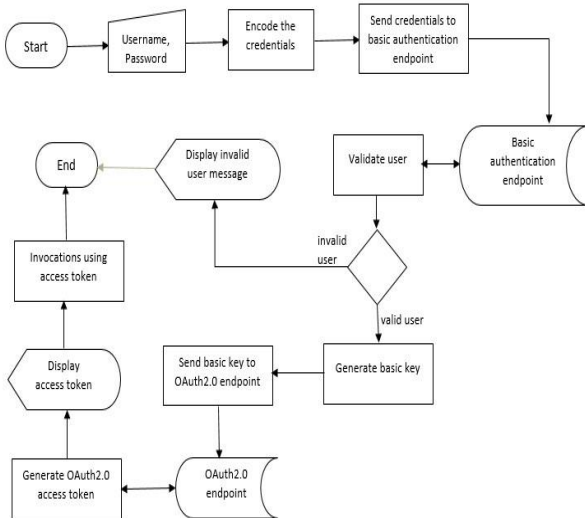 Start
Username,
Password
Encode the
credentials
Send credentials to
basic authentication
endpoint
Basic
authentication
endpoint
Validate user
Display invalid
user message
End
invalid
user
valid user
Invocations using
access token
Generate basic key
Send basic key to
OAuth2.0 endpoint
Display
access token
OAuth2.0
endpoint
Generate OAuth2.0
access token